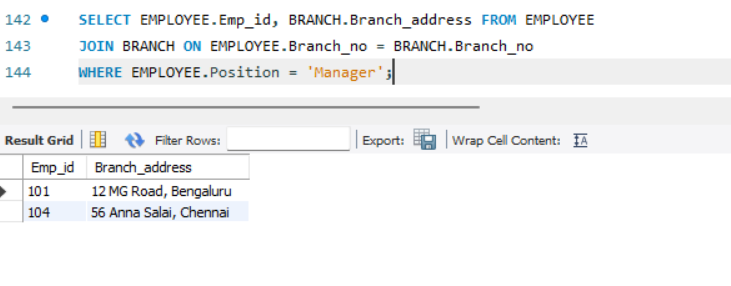 142 SELECT EMPLOYEE.Emp_id, BRANCH.Branch_address FROM EMPLOYEE
143 JOIN BRANCH ON EMPLOYEE.Branch_no = BRANCH.Branch_no
144 WHERE EMPLOYEE.Position = 'Manager';
Result Grid Filter Rows: Export: Wrap Cell Content: IA
Emp_id Branch_address
101 12 MG Road, Bengaluru
104 56 Anna Salai, Chennai